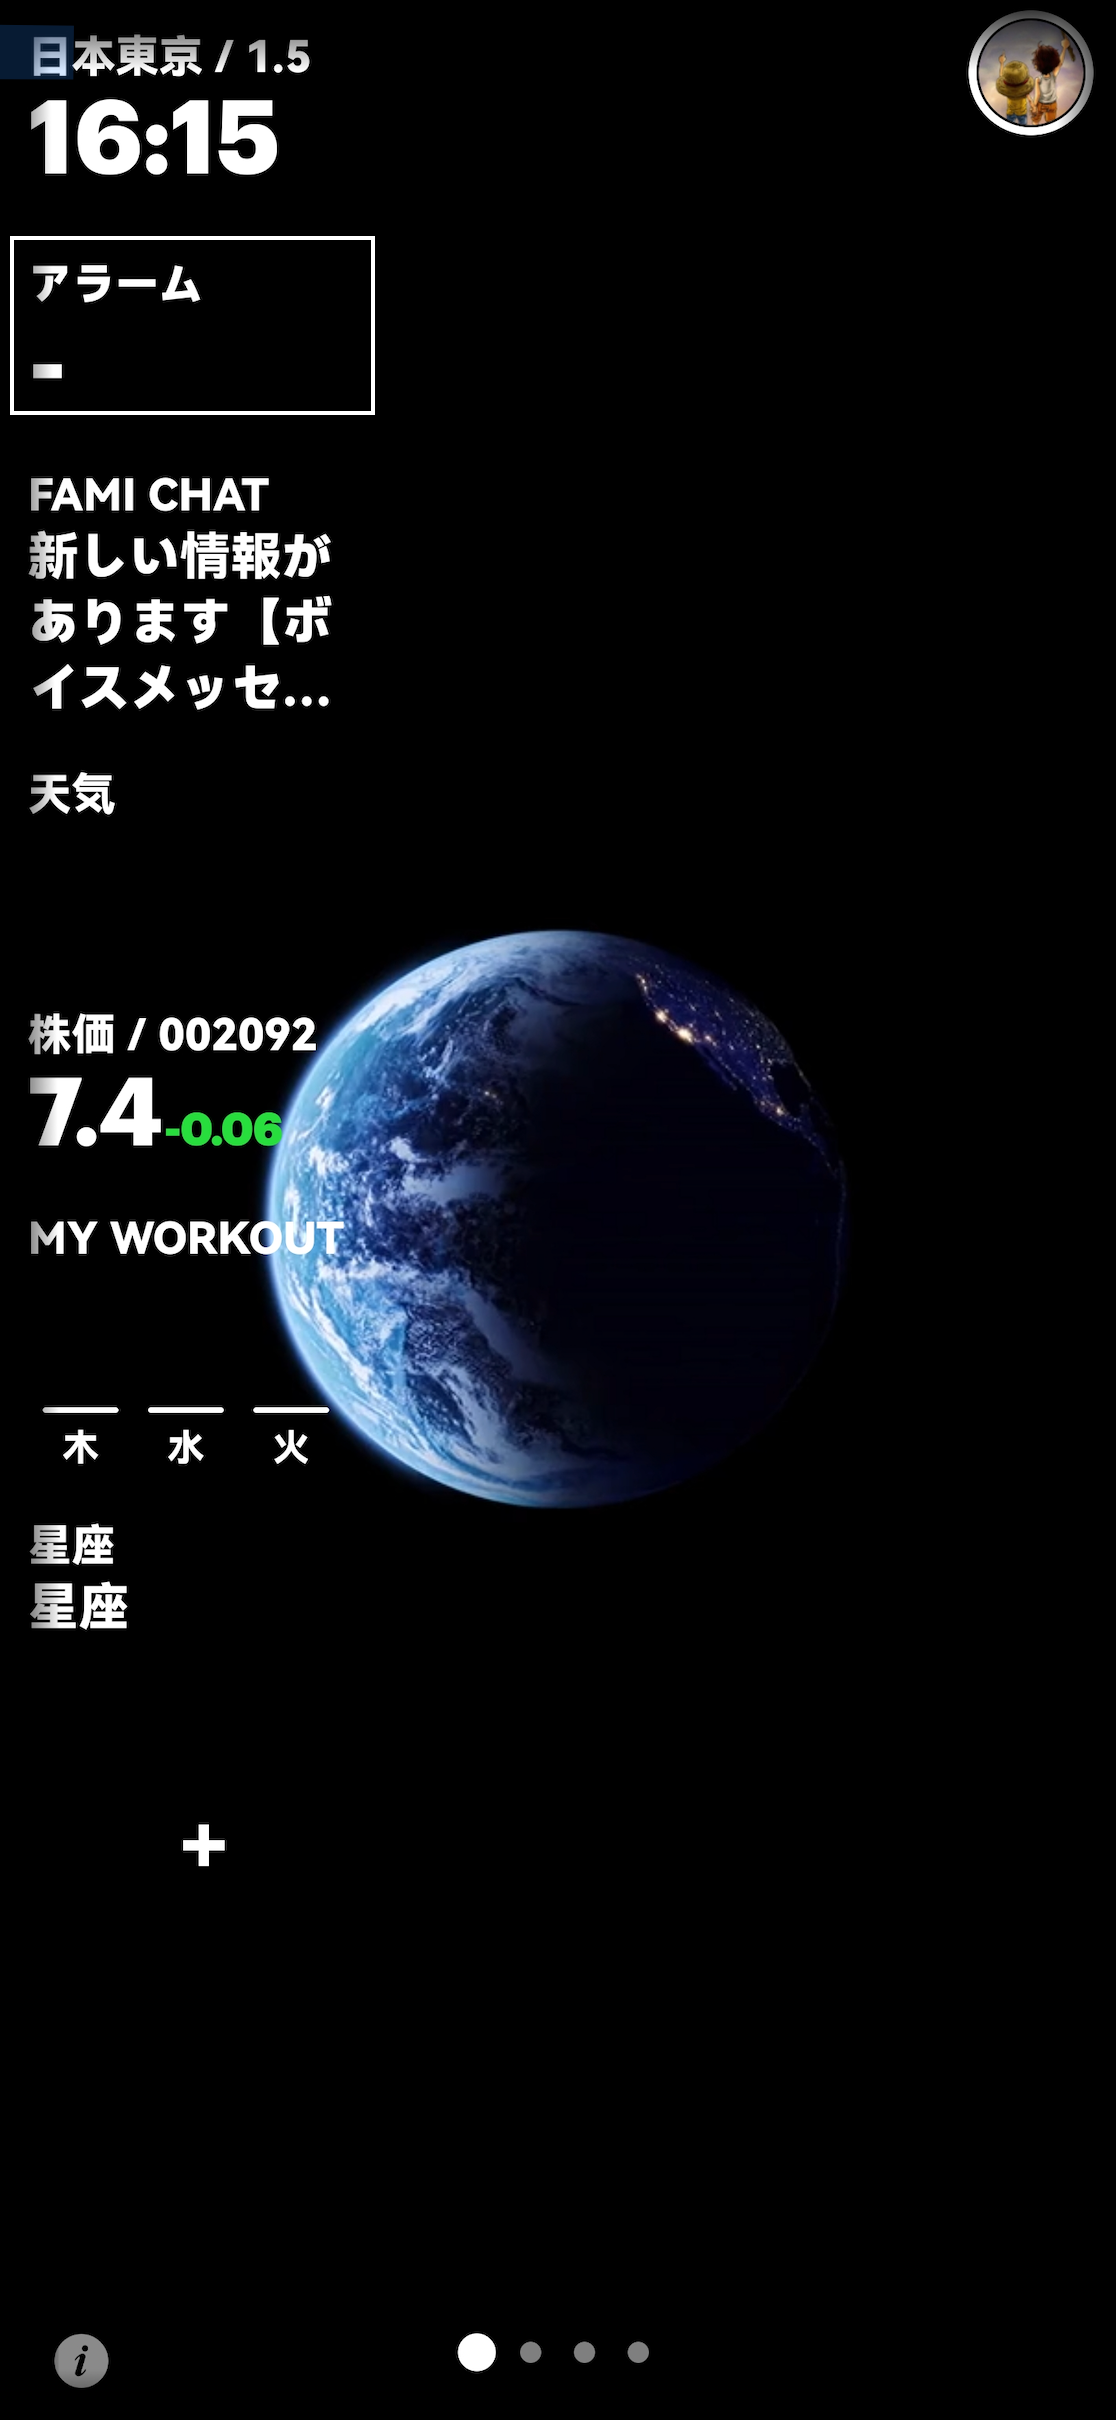 日本東京 / 1.5
16:15
アラーム
-
FAMI CHAT
新しい情報が
あります【ボ
イスメッセ...
天気
株価 / 002092
7.4 -0.06
MY WORKOUT
木 水 火
星座
星座
+
i